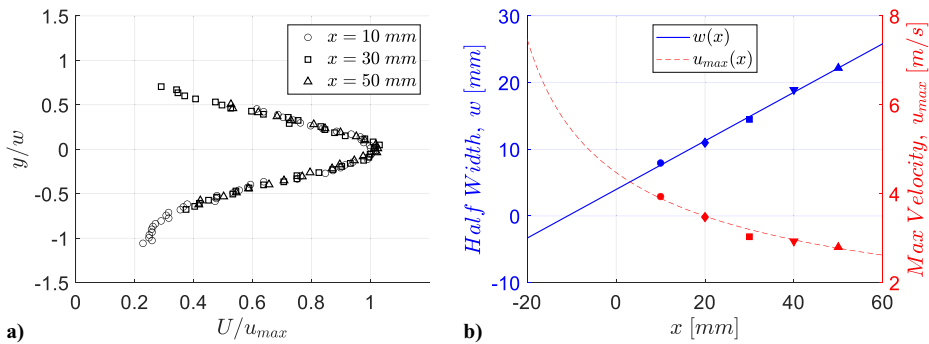 1.5
1
0.5
0
-0.5
-1
-1.5
y/w
0 0.2 0.4 0.6 0.8 1
U/u_max
x = 10 mm
x = 30 mm
x = 50 mm
a)
30
20
10
0
-10
Half Width, w [mm]
-20 0 20 40 60
x [mm]
w(x)
u_max(x)
8
6
4
2
Max Velocity, u_max [m/s]
b)